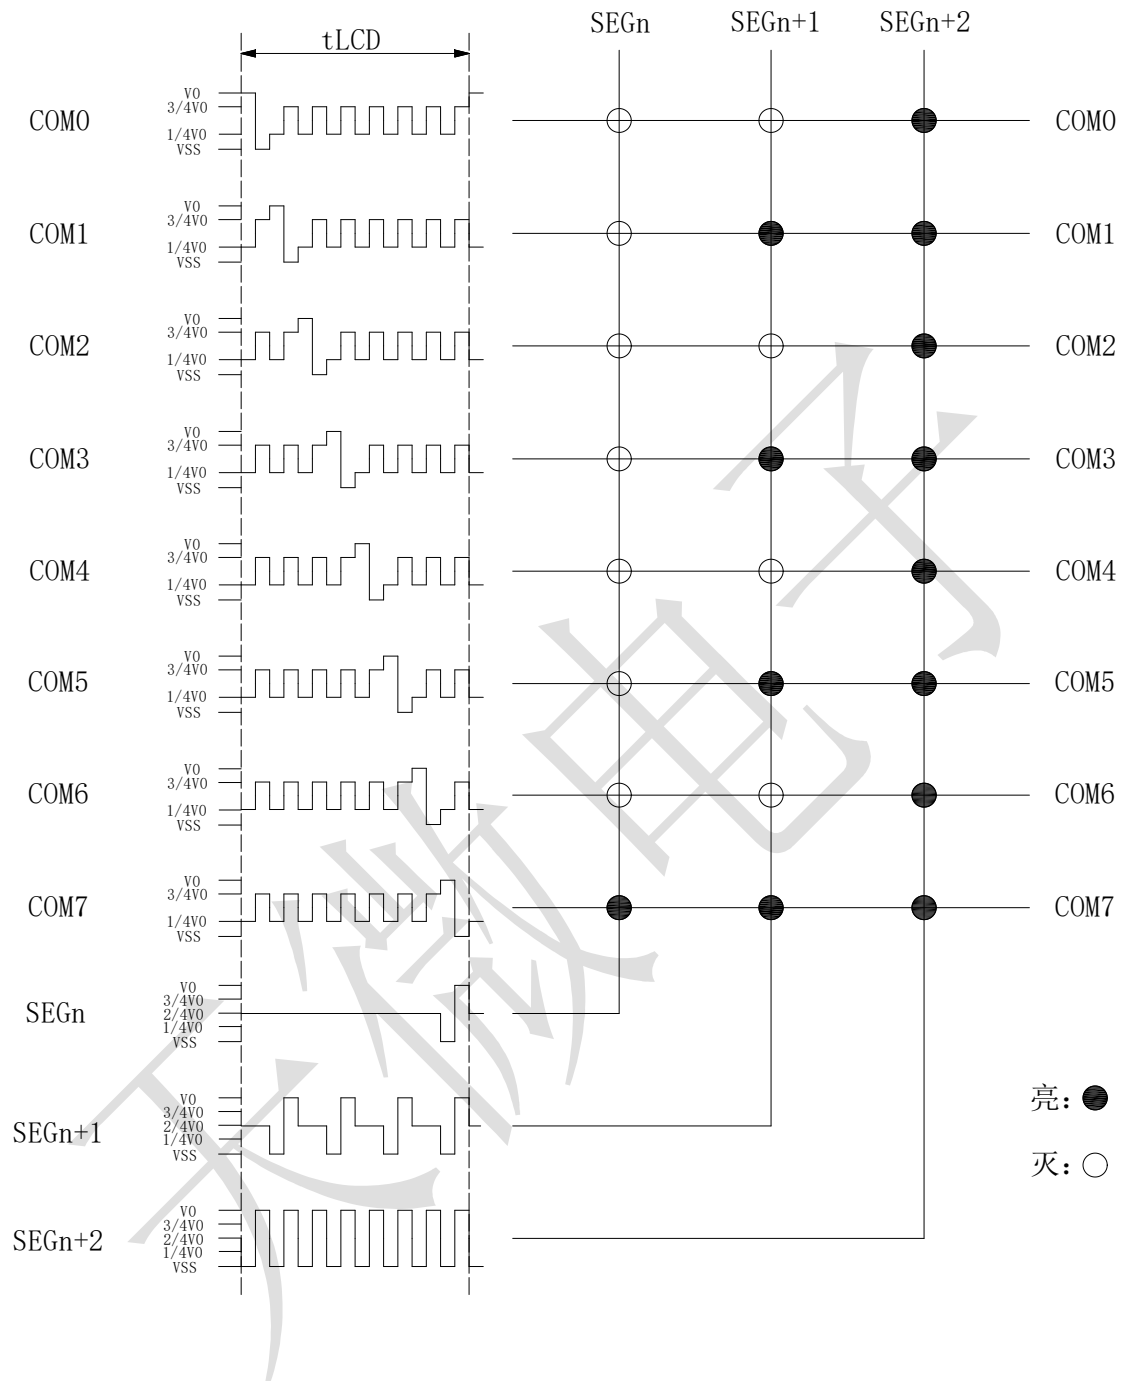 SEGn SEGn+1 SEGn+2
tLCD
COM0 V0 3/4V0 1/4V0 VSS COM0
COM1 V0 3/4V0 1/4V0 VSS COM1
COM2 V0 3/4V0 1/4V0 VSS COM2
COM3 V0 3/4V0 1/4V0 VSS COM3
COM4 V0 3/4V0 1/4V0 VSS COM4
COM5 V0 3/4V0 1/4V0 VSS COM5
COM6 V0 3/4V0 1/4V0 VSS COM6
COM7 V0 3/4V0 1/4V0 VSS COM7
SEGn V0 3/4V0 2/4V0 1/4V0 VSS
SEGn+1 V0 3/4V0 2/4V0 1/4V0 VSS
SEGn+2 V0 3/4V0 2/4V0 1/4V0 VSS
亮:
灭:
天微电子